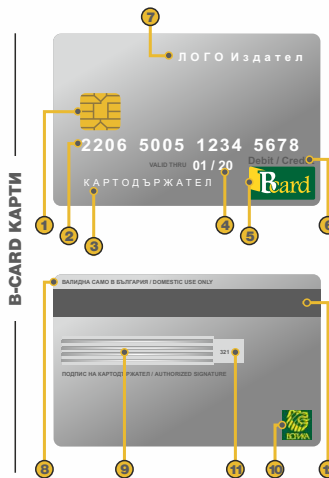 B-CARD КАРТИ
7
ЛОГО Издател
2206 5005 1234 5678
VALID THRU 01 / 20
Debit / Credi
КАРТОДЪРЖАТЕЛ
Bcard
1
2
3
4
5
6
ВАЛИДНА САМО В БЪЛГАРИЯ / DOMESTIC USE ONLY
321
ПОДПИС НА КАРТОДЪРЖАТЕЛ / AUTHORIZED SIGNATURE
БОРИКА
8
9
11
10